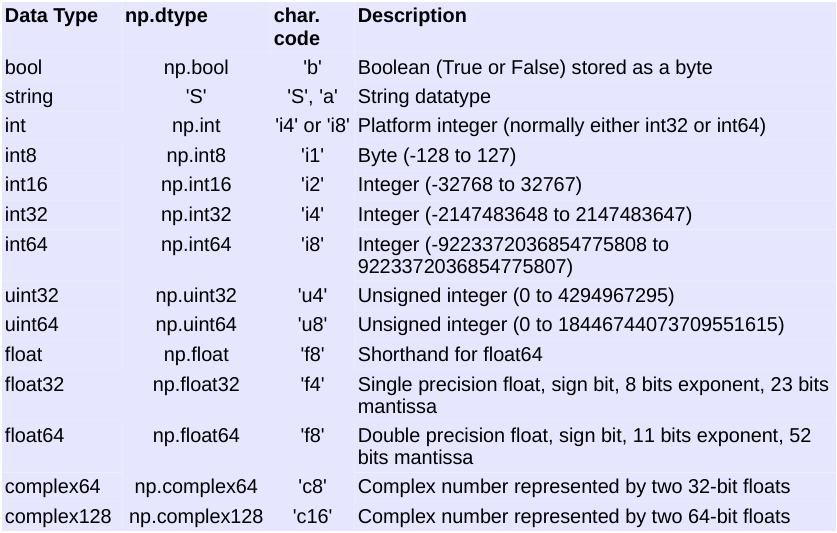 Data Type np.dtype char. code Description
bool np.bool 'b' Boolean (True or False) stored as a byte
string 'S' 'S', 'a' String datatype
int np.int 'i4' or 'i8' Platform integer (normally either int32 or int64)
int8 np.int8 'i1' Byte (-128 to 127)
int16 np.int16 'i2' Integer (-32768 to 32767)
int32 np.int32 'i4' Integer (-2147483648 to 2147483647)
int64 np.int64 'i8' Integer (-9223372036854775808 to
9223372036854775807)
uint32 np.uint32 'u4' Unsigned integer (0 to 4294967295)
uint64 np.uint64 'u8' Unsigned integer (0 to 18446744073709551615)
float np.float 'f8' Shorthand for float64
float32 np.float32 'f4' Single precision float, sign bit, 8 bits exponent, 23 bits
mantissa
float64 np.float64 'f8' Double precision float, sign bit, 11 bits exponent, 52
bits mantissa
complex64 np.complex64 'c8' Complex number represented by two 32-bit floats
complex128 np.complex128 'c16' Complex number represented by two 64-bit floats